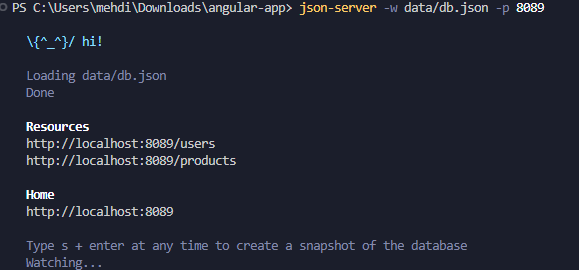 PS C:\Users\mehdi\Downloads\angular-app> json-server -w data/db.json -p 8089
\{^_^}/ hi!
Loading data/db.json
Done
Resources
http://localhost:8089/users
http://localhost:8089/products
Home
http://localhost:8089
Type s + enter at any time to create a snapshot of the database
Watching...